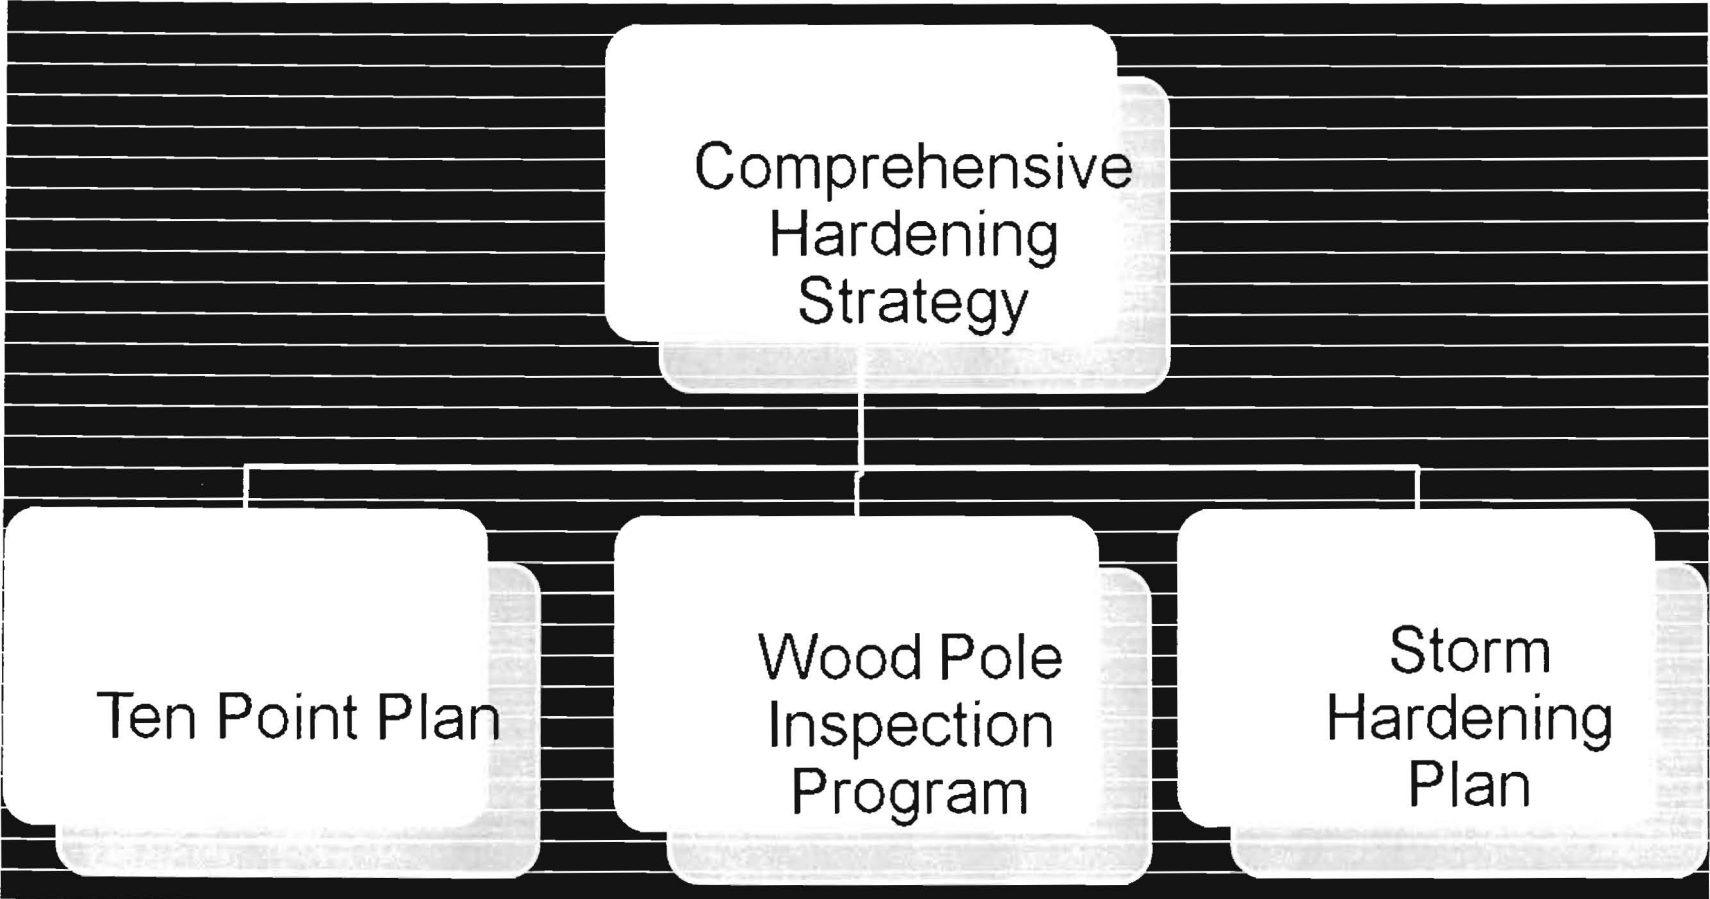 Comprehensive
Hardening
Strategy
Ten Point Plan
Wood Pole
Inspection
Program
Storm
Hardening
Plan